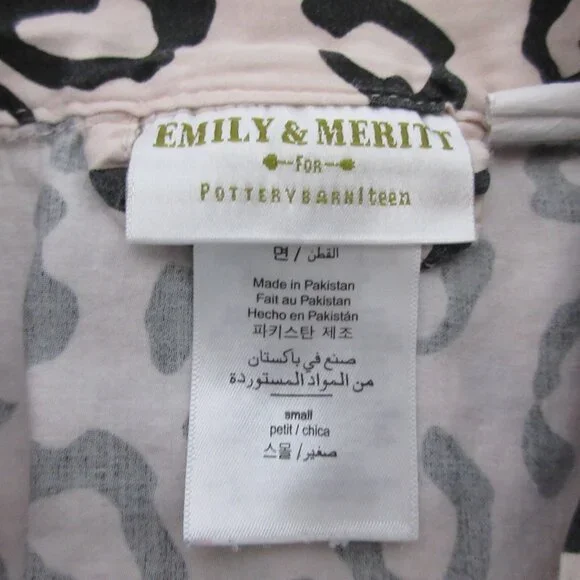 EMILY & MERITT
FOR
POTTERYBARNteen
면 / القطن
Made in Pakistan
Fait au Pakistan
Hecho en Pakistán
파키스탄 제조
صنع في باكستان
من المواد المستوردة
small
petit / chica
스몰 / صغير